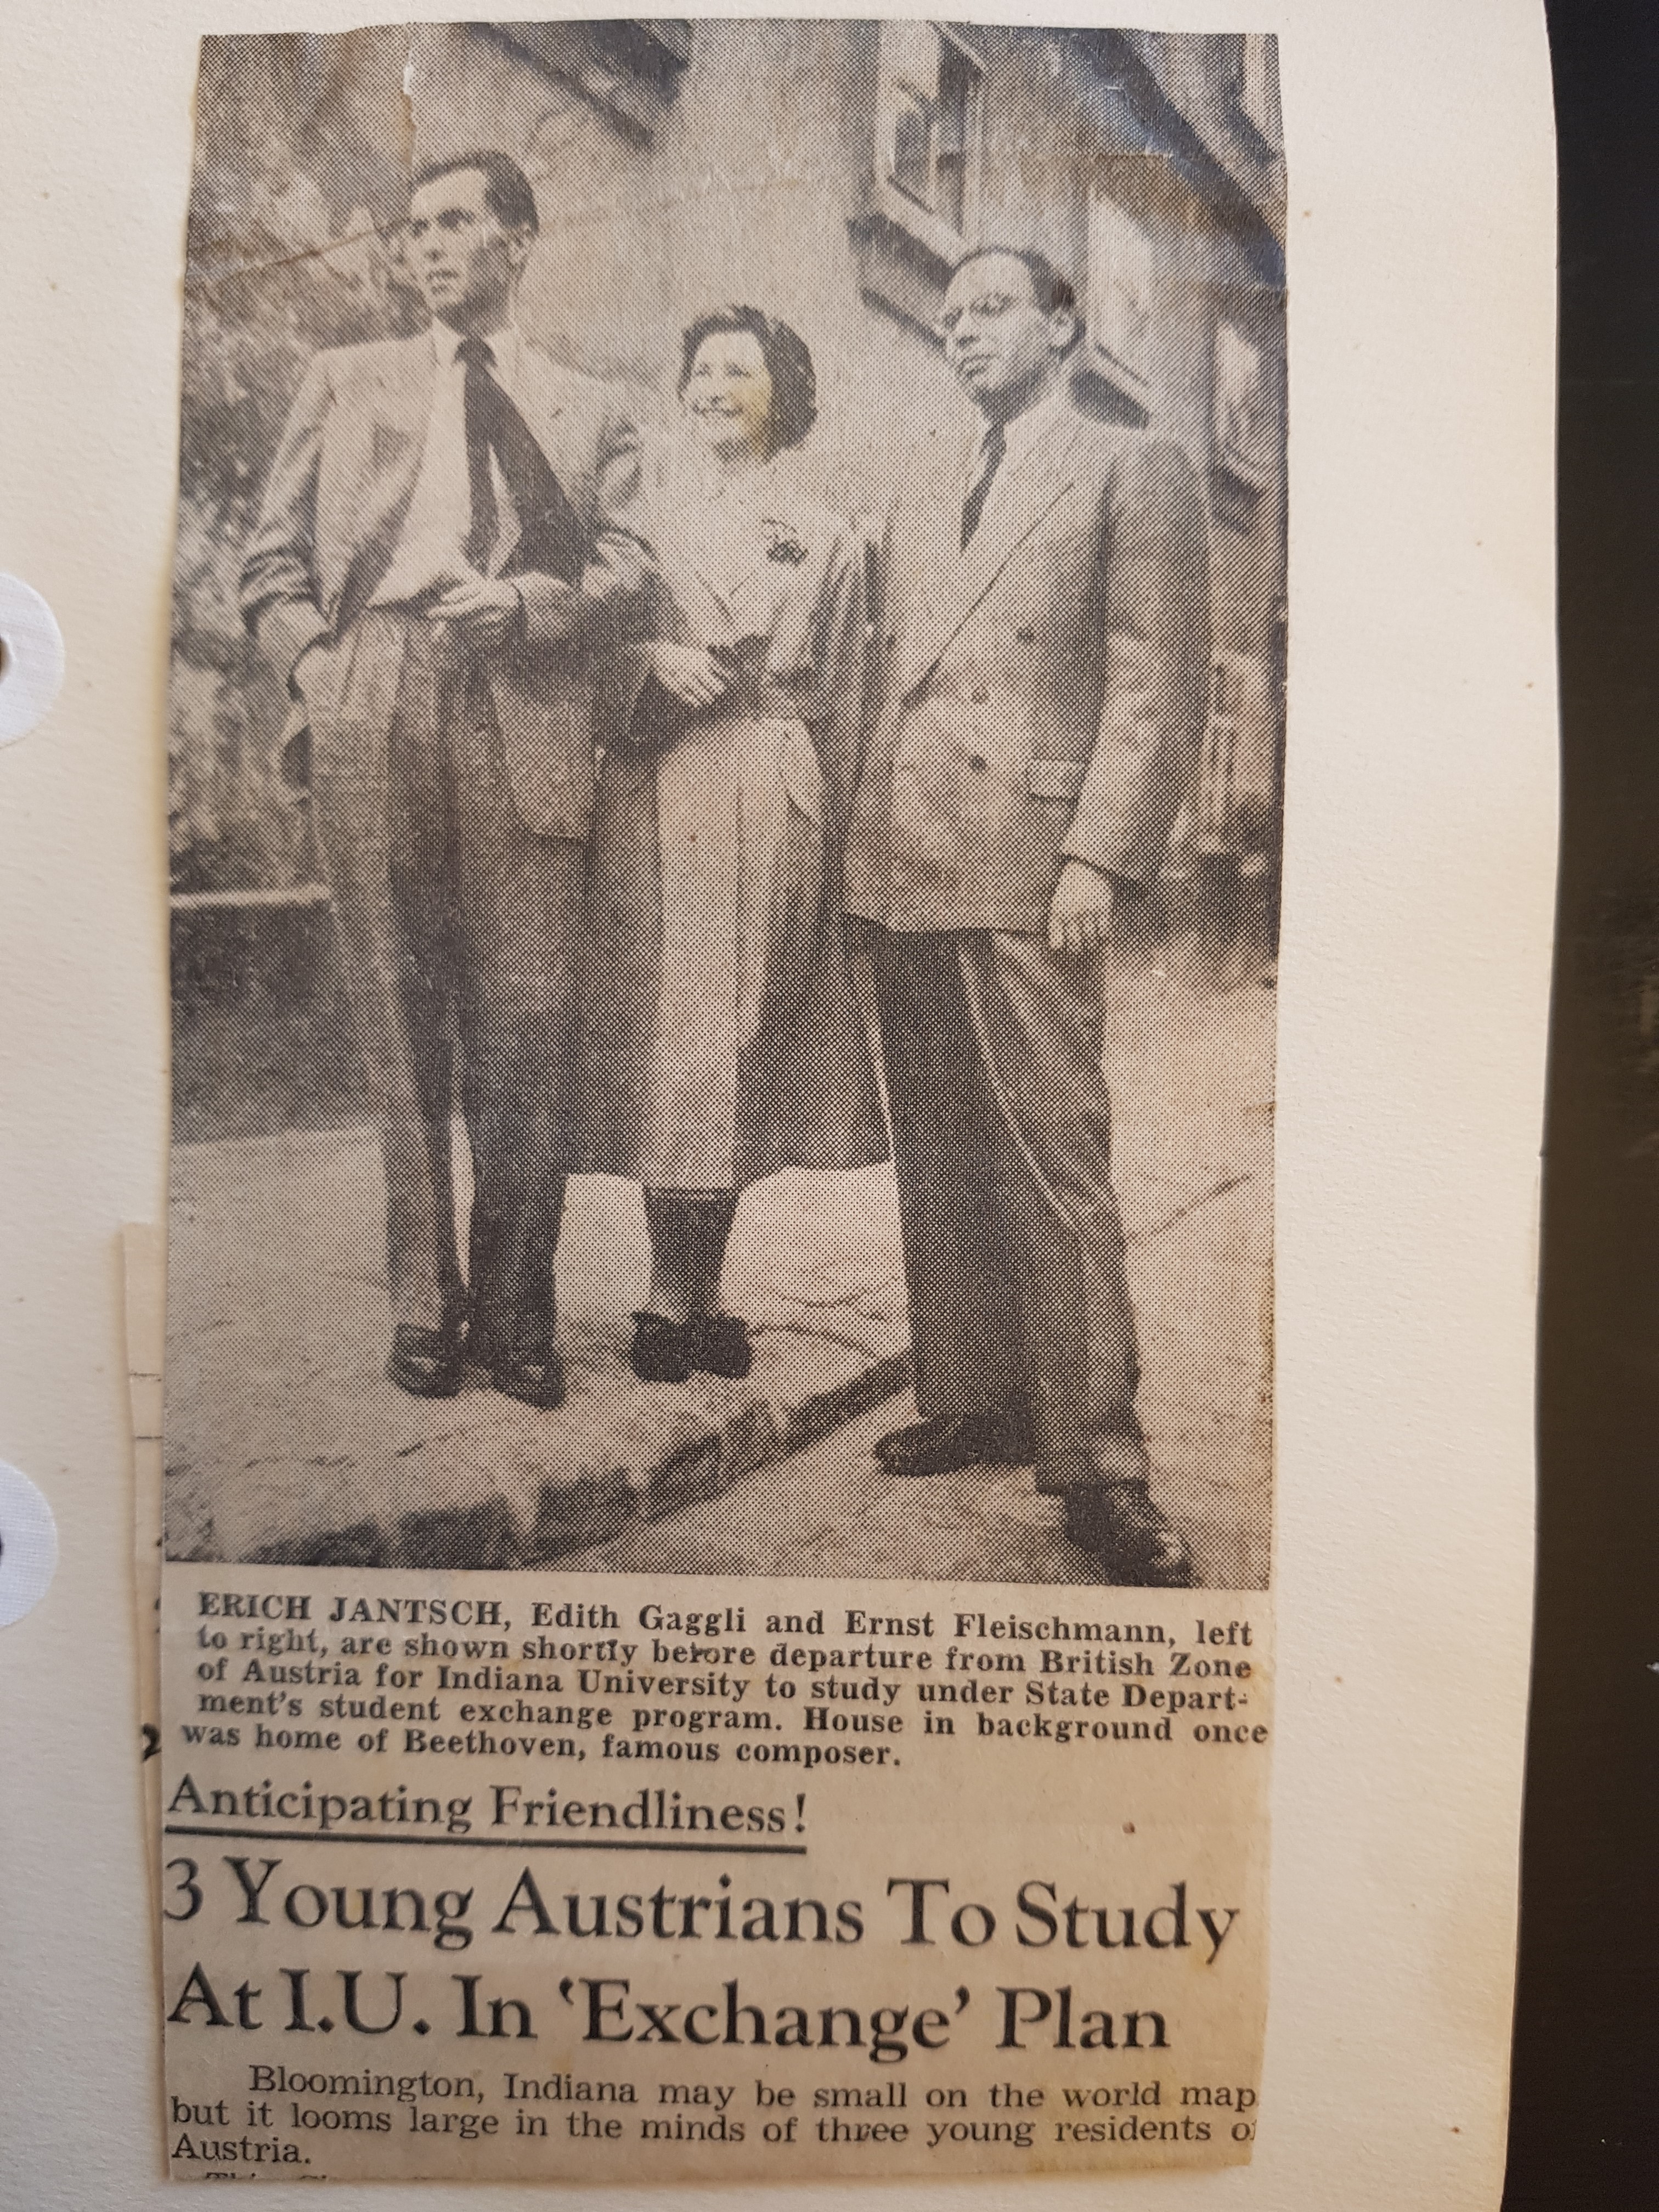 ERICH JANTSCH, Edith Gaggli and Ernst Fleischmann, left
to right, are shown shortly before departure from British Zone
of Austria for Indiana University to study under State Depart-
ment's student exchange program. House in background once
was home of Beethoven, famous composer.
Anticipating Friendliness!
3 Young Austrians To Study
At I.U. In 'Exchange' Plan
Bloomington, Indiana may be small on the world map
but it looms large in the minds of three young residents
Austria.